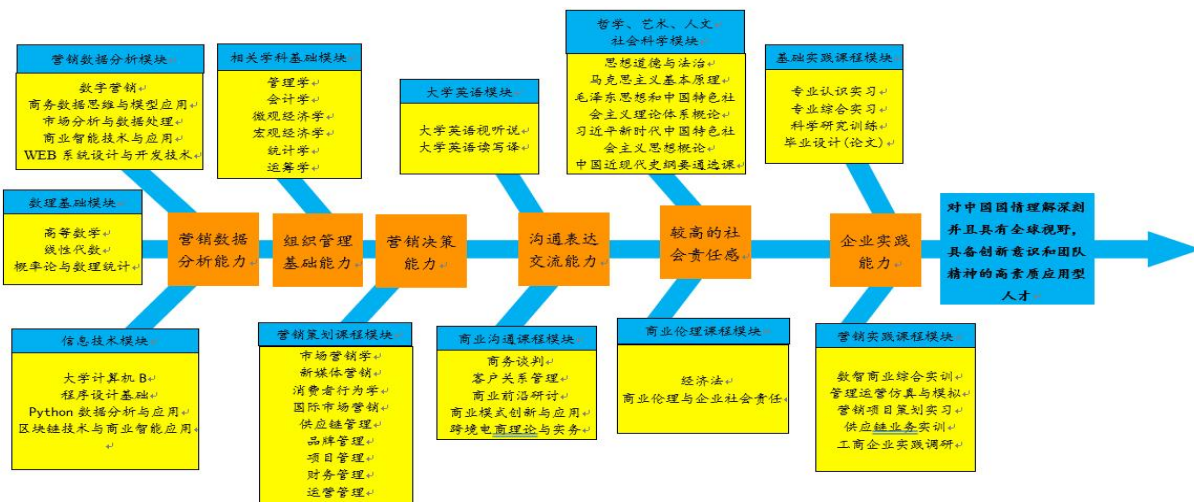 营销数据分析模块
数字营销
商务数据思维与模型应用
市场分析与数据处理
商业智能技术与应用
WEB 系统设计与开发技术
相关学科基础模块
管理学
会计学
微观经济学
宏观经济学
统计学
运筹学
大学英语模块
大学英语视听说
大学英语读写译
哲学、艺术、人文
社会科学模块
思想道德与法治
马克思主义基本原理
毛泽东思想和中国特色社
会主义理论体系概论
习近平新时代中国特色社
会主义思想概论
中国近现代史纲要通选课
基础实践课程模块
专业认识实习
专业综合实习
科学研究训练
毕业设计(论文)
数理基础模块
高等数学
线性代数
概率论与数理统计
营销数据
分析能力
组织管理
基础能力
营销决策
能力
沟通表达
交流能力
较高的社
会责任感
企业实践
能力
对中国国情理解深刻
并且具有全球视野，
具备创新意识和团队
精神的高素质应用型
人才
信息技术模块
大学计算机 B
程序设计基础
Python 数据分析与应用
区块链技术与商业智能应用
营销策划课程模块
市场营销学
新媒体营销
消费者行为学
国际市场营销
供应链管理
品牌管理
项目管理
财务管理
运营管理
商业沟通课程模块
商务谈判
客户关系管理
商业前沿研讨
商业模式创新与应用
跨境电商理论与实务
商业伦理课程模块
经济法
商业伦理与企业社会责任
营销实践课程模块
数智商业综合实训
管理运营仿真与模拟
营销项目策划实习
供应链业务实训
工商企业实践调研